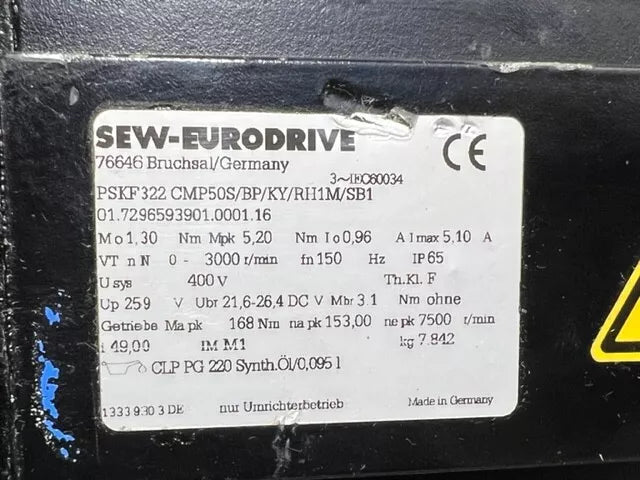 SEW-EURODRIVE
76646 Bruchsal/Germany
CE
3~IEC60034
PSKF322 CMP50S/BP/KY/RH1M/SB1
01.7296593901.0001.16
Mo 1,30 Nm Mpk 5,20 Nm Io 0,96 A Imax 5,10 A
VT nN 0 - 3000 r/min fn 150 Hz IP 65
Usys 400 V Th.Kl. F
Up 259 V Ubr 21,6-26,4 DC V Mbr 3.1 Nm ohne
Getriebe Ma pk 168 Nm na pk 153,00 ne pk 7500 r/min
i 49,00 IM M1 kg 7.842
CLP PG 220 Synth.Öl/0,095 l
1333 930 3 DE nur Umrichterbetrieb Made in Germany